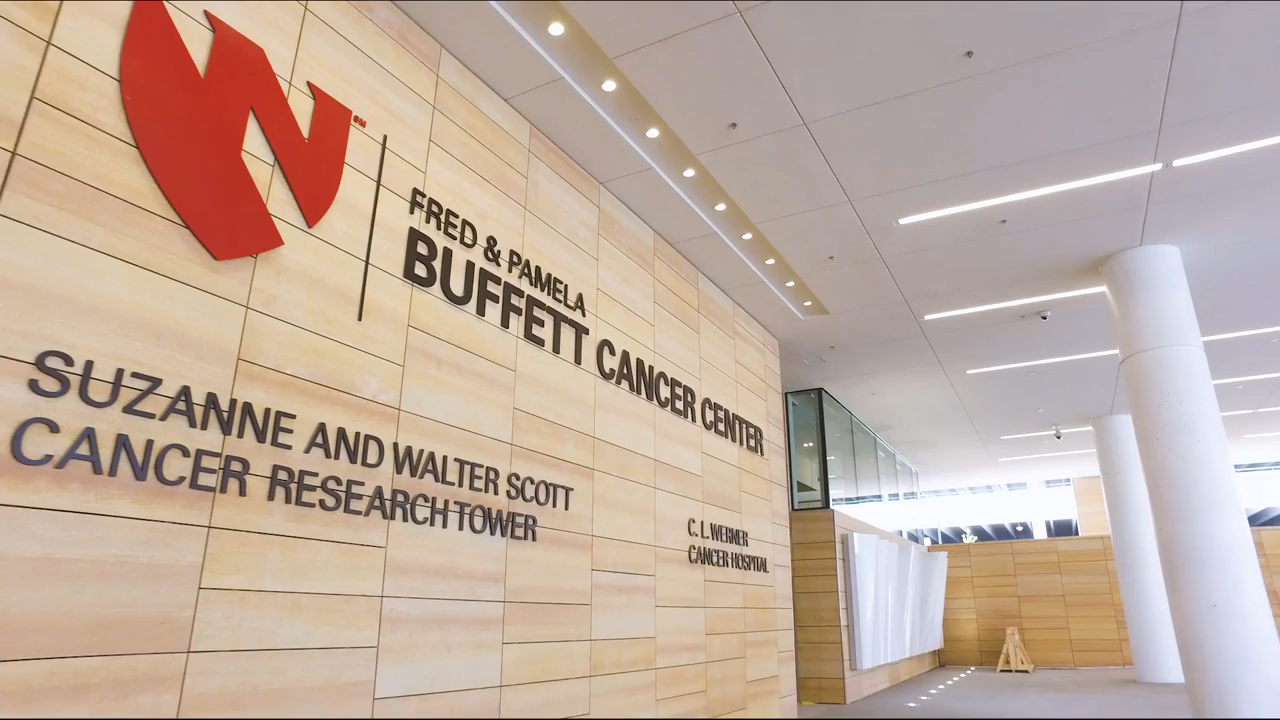 FRED & PAMELA
BUFFETT CANCER CENTER
SUZANNE AND WALTER SCOTT
CANCER RESEARCH TOWER
C. L. WERNER
CANCER HOSPITAL